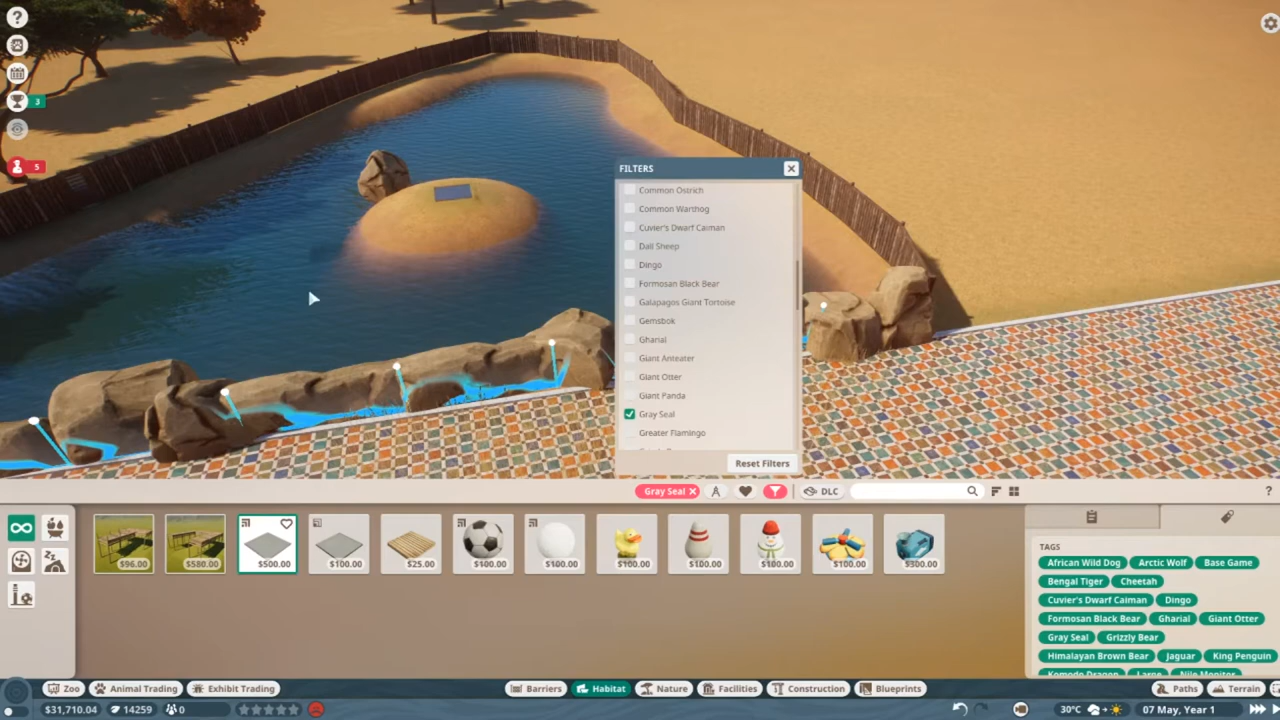 ?
3
5
FILTERS
Common Ostrich
Common Warthog
Cuvier's Dwarf Caiman
Dall Sheep
Dingo
Formosan Black Bear
Galapagos Giant Tortoise
Gemsbok
Gharial
Giant Anteater
Giant Otter
Giant Panda
Gray Seal
Greater Flamingo
Reset Filters
Gray Seal ×
DLC
?
$96.00
$580.00
$500.00
$100.00
$25.00
$100.00
$100.00
$100.00
$100.00
$100.00
$100.00
$300.00
TAGS
African Wild Dog Arctic Wolf Base Game
Bengal Tiger Cheetah
Cuvier's Dwarf Caiman Dingo
Formosan Black Bear Gharial Giant Otter
Gray Seal Grizzly Bear
Himalayan Brown Bear Jaguar King Penguin
Komodo Dragon Large Nile Monitor
Zoo Animal Trading Exhibit Trading Barriers Habitat Nature Facilities Construction Blueprints Paths Terrain
$31,710.04 14259 0 30°C 07 May, Year 1